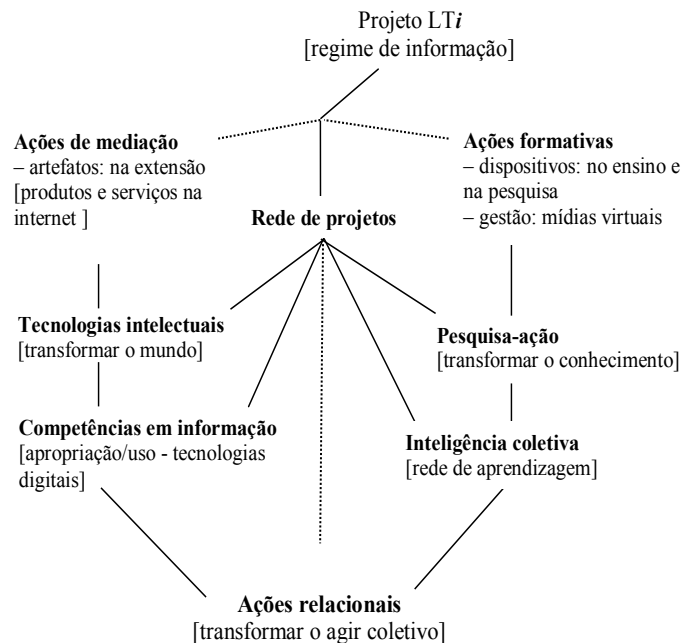 Projeto LTi
[regime de informação]
Ações de mediação
– artefatos: na extensão
[produtos e serviços na
internet ]
Ações formativas
– dispositivos: no ensino e
na pesquisa
– gestão: mídias virtuais
Rede de projetos
Tecnologias intelectuais
[transformar o mundo]
Pesquisa-ação
[transformar o conhecimento]
Competências em informação
[apropriação/uso - tecnologias
digitais]
Inteligência coletiva
[rede de aprendizagem]
Ações relacionais
[transformar o agir coletivo]